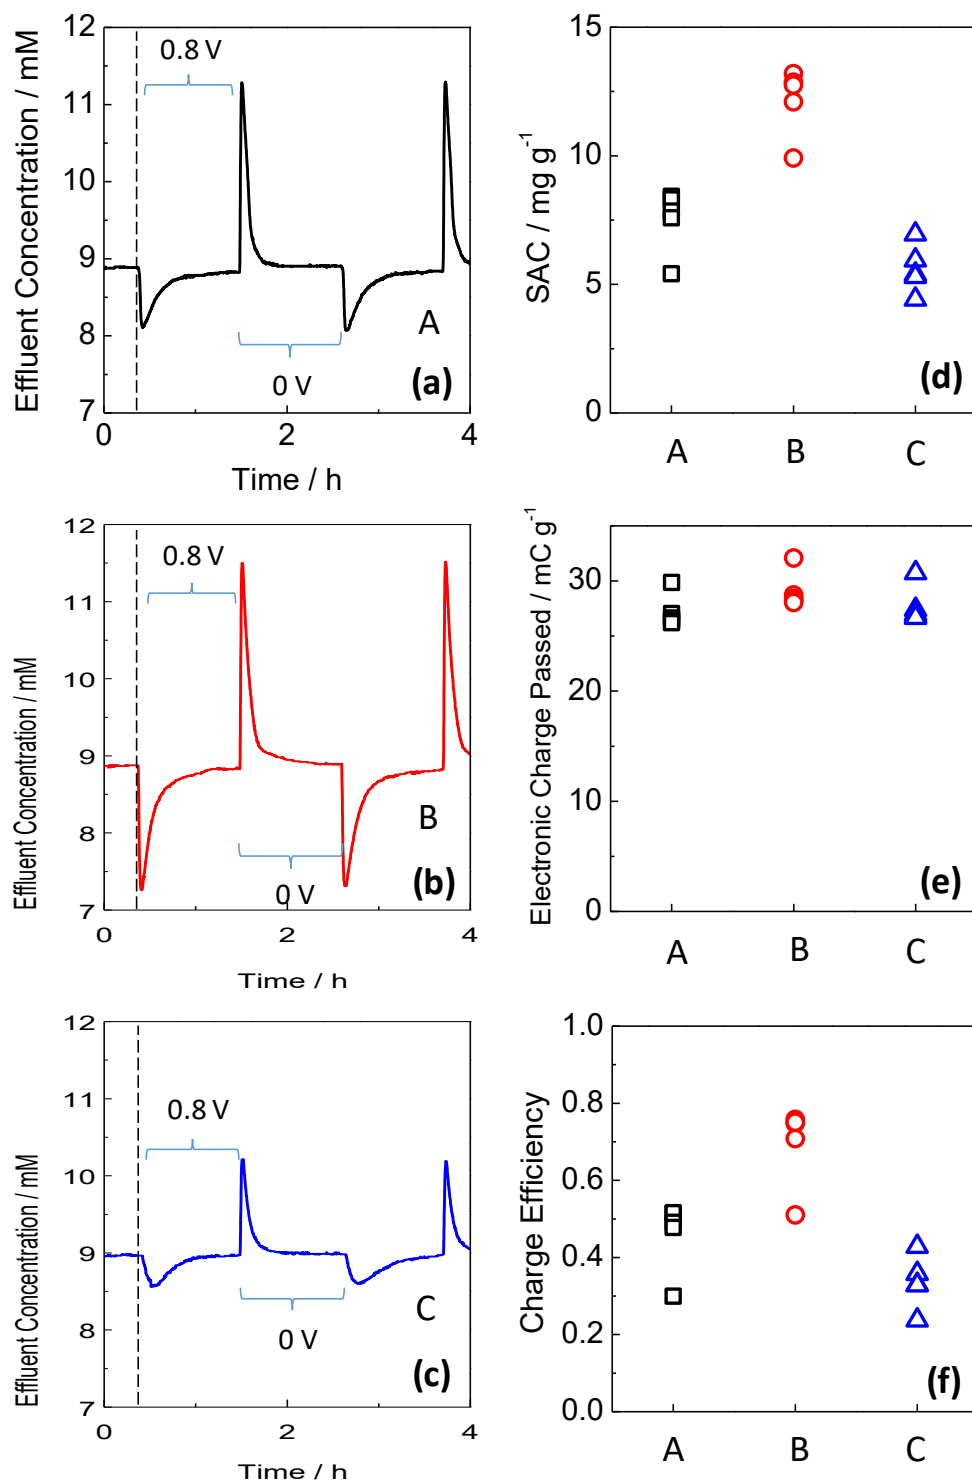 12
11
10
9
8
7
0
2
4
Effluent Concentration / mM
Time / h
0.8 V
0 V
A
(a)
15
10
5
0
SAC / mg g-1
A
B
C
(d)
12
11
10
9
8
7
0
2
4
Effluent Concentration / mM
Time / h
0.8 V
0 V
B
(b)
30
20
10
0
Electronic Charge Passed / mC g-1
A
B
C
(e)
12
11
10
9
8
7
0
2
4
Effluent Concentration / mM
Time / h
0.8 V
0 V
C
(c)
1.0
0.8
0.6
0.4
0.2
0.0
Charge Efficiency
A
B
C
(f)